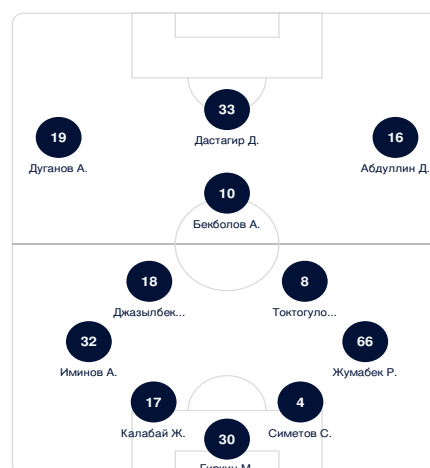 33
Дастагир Д.
19
Дуганов А.
16
Абдуллин Д.
10
Бекболов А.
18
Джазылбек...
8
Токтогуло...
32
Иминов А.
66
Жумабек Р.
17
Калабай Ж.
4
Симетов С.
30